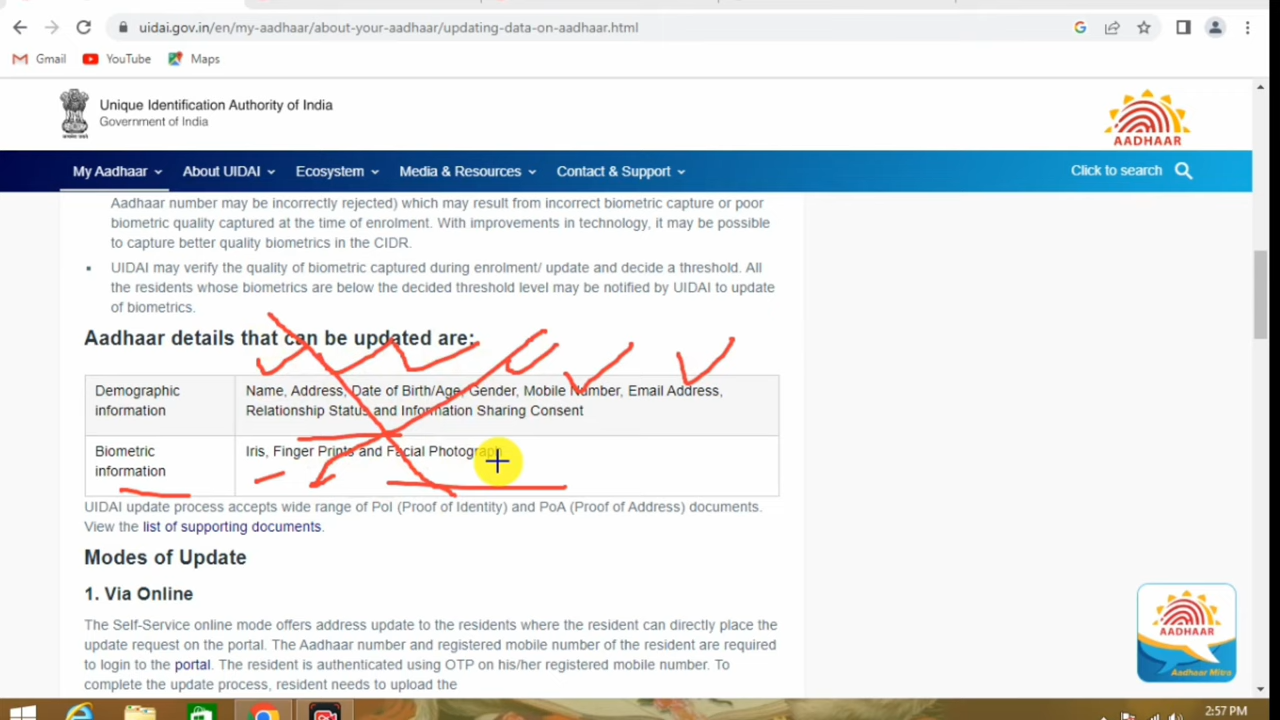 uidai.gov.in/en/my-aadhaar/about-your-aadhaar/updating-data-on-aadhaar.html
Gmail YouTube Maps
Unique Identification Authority of India
Government of India
AADHAAR
My Aadhaar About UIDAI Ecosystem Media & Resources Contact & Support Click to search
Aadhaar number may be incorrectly rejected) which may result from incorrect biometric capture or poor
biometric quality captured at the time of enrolment. With improvements in technology, it may be possible
to capture better quality biometrics in the CIDR.
UIDAI may verify the quality of biometric captured during enrolment/ update and decide a threshold. All
the residents whose biometrics are below the decided threshold level may be notified by UIDAI to update
of biometrics.
Aadhaar details that can be updated are:
Demographic
information
Name, Address, Date of Birth/Age, Gender, Mobile Number, Email Address,
Relationship Status and Information Sharing Consent
Biometric
information
Iris, Finger Prints and Facial Photograph
UIDAI update process accepts wide range of PoI (Proof of Identity) and PoA (Proof of Address) documents.
View the list of supporting documents.
Modes of Update
1. Via Online
The Self-Service online mode offers address update to the residents where the resident can directly place the
update request on the portal. The Aadhaar number and registered mobile number of the resident are required
to login to the portal. The resident is authenticated using OTP on his/her registered mobile number. To
complete the update process, resident needs to upload the
AADHAAR
Aadhaar Mitra
2:57 PM